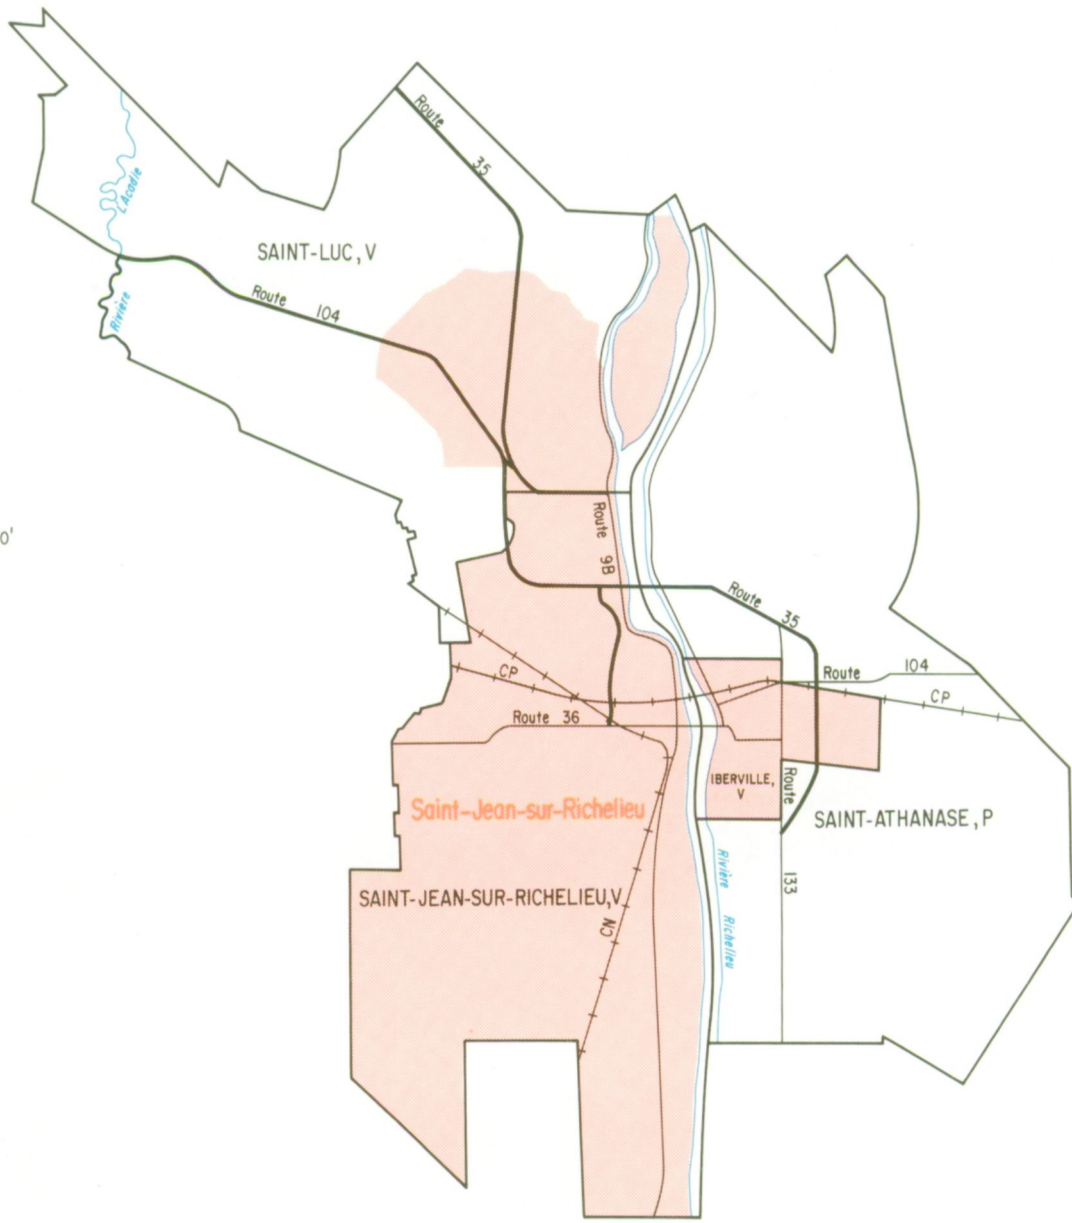 Route 35
L'Acadie
SAINT-LUC, V
Rivière
Route 104
0'
Route 9B
Route 35
Route 104
CP
CP
Route 36
IBERVILLE,
V
Route 133
Saint-Jean-sur-Richelieu
SAINT-ATHANASE, P
SAINT-JEAN-SUR-RICHELIEU, V
CN
Rivière Richelieu